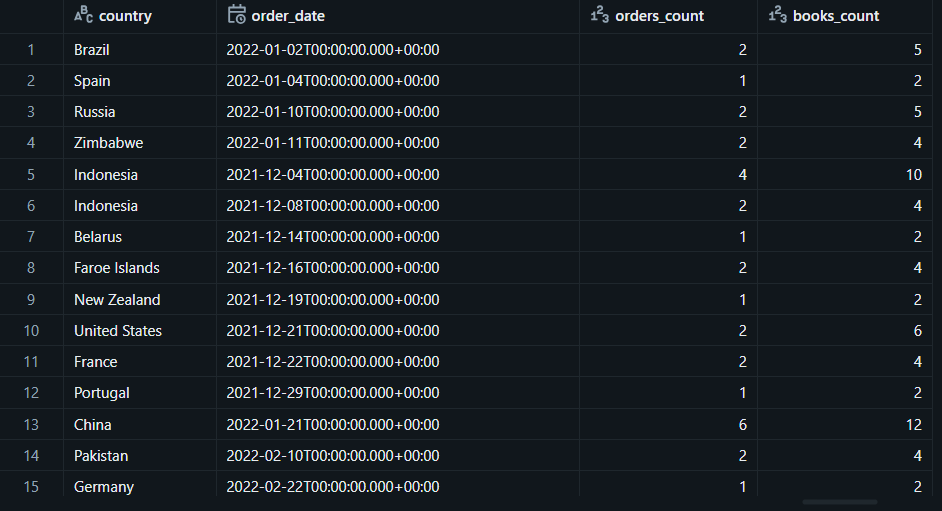 country order_date orders_count books_count
1 Brazil 2022-01-02T00:00:00.000+00:00 2 5
2 Spain 2022-01-04T00:00:00.000+00:00 1 2
3 Russia 2022-01-10T00:00:00.000+00:00 2 5
4 Zimbabwe 2022-01-11T00:00:00.000+00:00 2 4
5 Indonesia 2021-12-04T00:00:00.000+00:00 4 10
6 Indonesia 2021-12-08T00:00:00.000+00:00 2 4
7 Belarus 2021-12-14T00:00:00.000+00:00 1 2
8 Faroe Islands 2021-12-16T00:00:00.000+00:00 2 4
9 New Zealand 2021-12-19T00:00:00.000+00:00 1 2
10 United States 2021-12-21T00:00:00.000+00:00 2 6
11 France 2021-12-22T00:00:00.000+00:00 2 4
12 Portugal 2021-12-29T00:00:00.000+00:00 1 2
13 China 2022-01-21T00:00:00.000+00:00 6 12
14 Pakistan 2022-02-10T00:00:00.000+00:00 2 4
15 Germany 2022-02-22T00:00:00.000+00:00 1 2